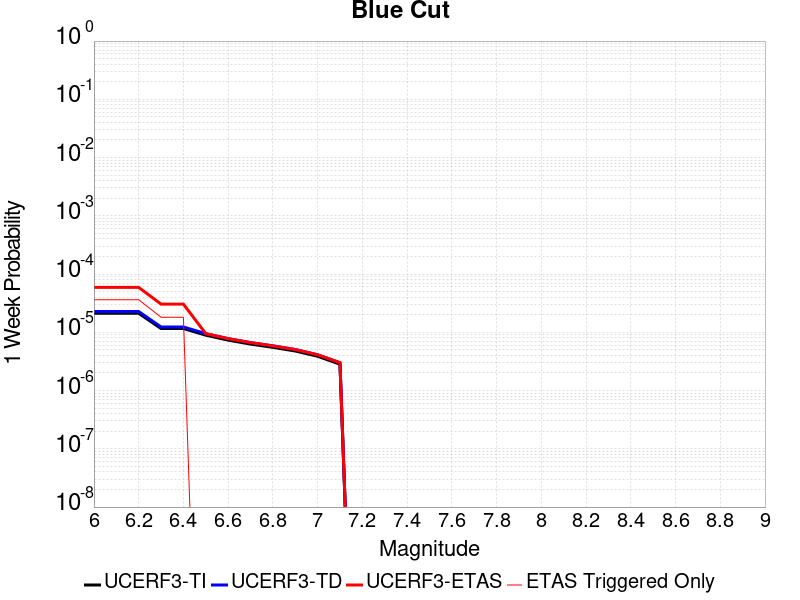 Blue Cut
10^0
10^-1
10^-2
10^-3
10^-4
10^-5
10^-6
10^-7
10^-8
1 Week Probability
6 6.2 6.4 6.6 6.8 7 7.2 7.4 7.6 7.8 8 8.2 8.4 8.6 8.8 9
Magnitude
UCERF3-TI UCERF3-TD UCERF3-ETAS ETAS Triggered Only